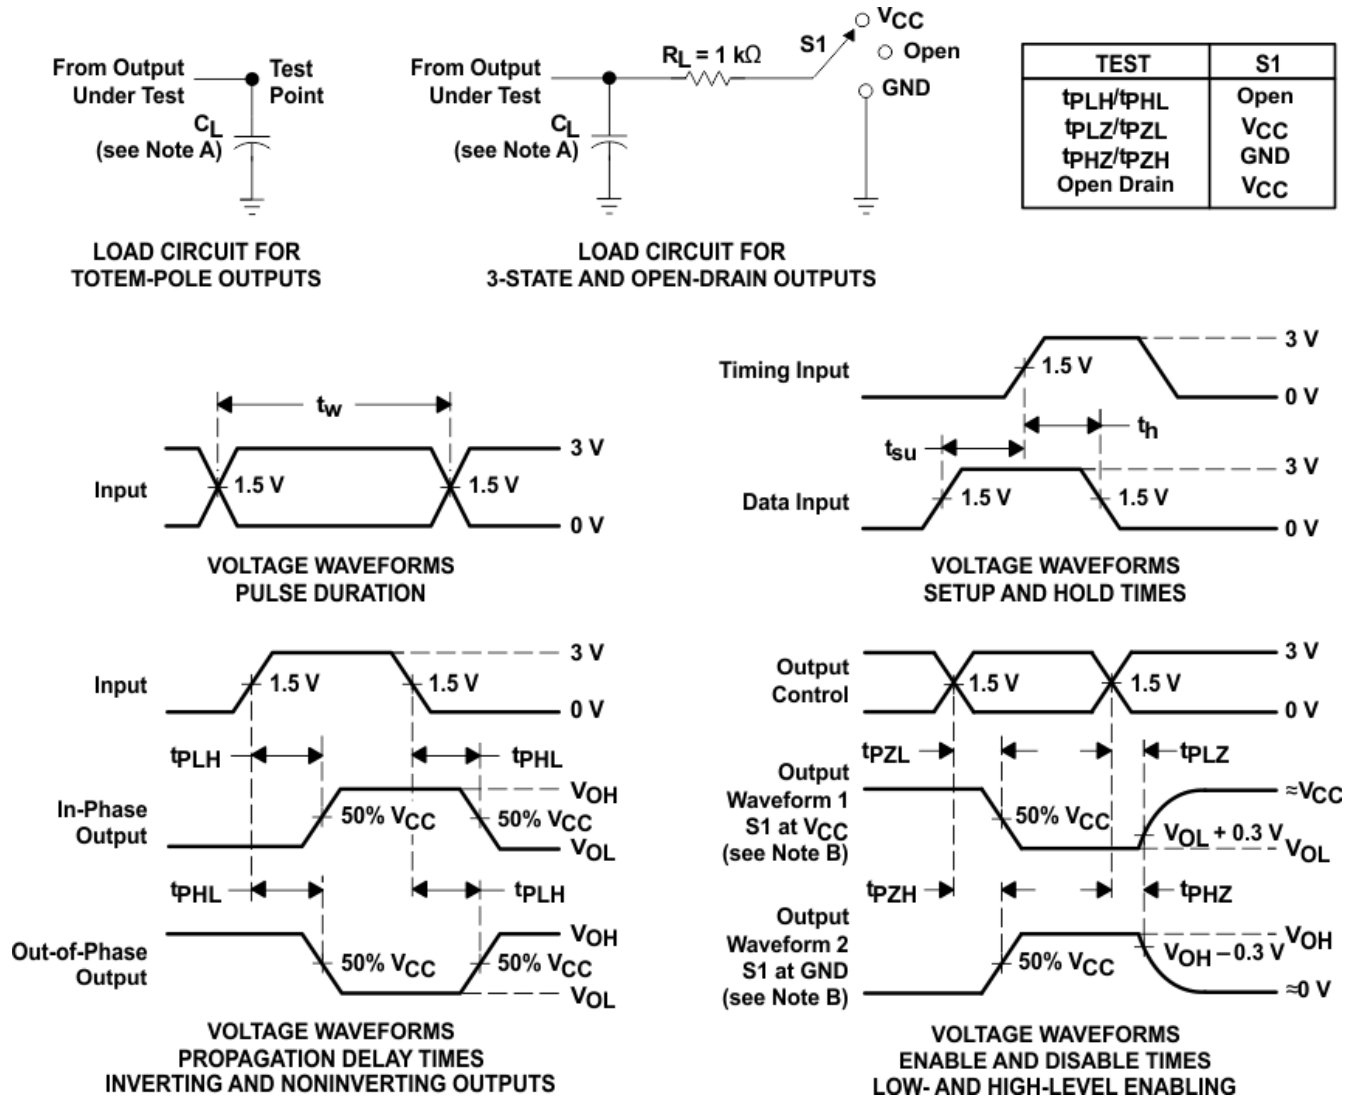 From Output
Under Test
Test
Point
CL
(see Note A)
LOAD CIRCUIT FOR
TOTEM-POLE OUTPUTS
From Output
Under Test
RL = 1 kΩ
S1
VCC
Open
GND
CL
(see Note A)
LOAD CIRCUIT FOR
3-STATE AND OPEN-DRAIN OUTPUTS
TEST S1
tPLH/tPHL Open
tPLZ/tPZL VCC
tPHZ/tPZH GND
Open Drain VCC
tw
Input
1.5 V
1.5 V
3 V
0 V
VOLTAGE WAVEFORMS
PULSE DURATION
Timing Input
1.5 V
3 V
0 V
th
tsu
Data Input
1.5 V
1.5 V
3 V
0 V
VOLTAGE WAVEFORMS
SETUP AND HOLD TIMES
Input
1.5 V
1.5 V
3 V
0 V
tPLH
tPHL
In-Phase
Output
50% VCC
50% VCC
VOH
VOL
tPHL
tPLH
Out-of-Phase
Output
50% VCC
50% VCC
VOH
VOL
VOLTAGE WAVEFORMS
PROPAGATION DELAY TIMES
INVERTING AND NONINVERTING OUTPUTS
Output
Control
1.5 V
1.5 V
3 V
0 V
tPZL
tPLZ
Output
Waveform 1
S1 at VCC
(see Note B)
50% VCC
VOL + 0.3 V
≈VCC
VOL
tPZH
tPHZ
Output
Waveform 2
S1 at GND
(see Note B)
50% VCC
VOH − 0.3 V
VOH
≈0 V
VOLTAGE WAVEFORMS
ENABLE AND DISABLE TIMES
LOW- AND HIGH-LEVEL ENABLING